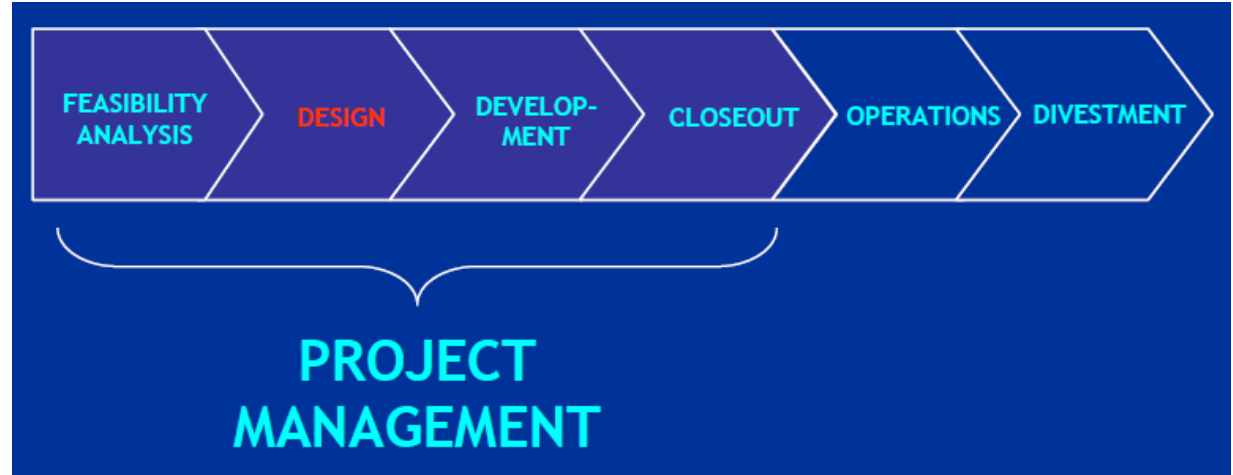 FEASIBILITY
ANALYSIS
DESIGN
DEVELOP-
MENT
CLOSEOUT
OPERATIONS
DIVESTMENT
PROJECT
MANAGEMENT